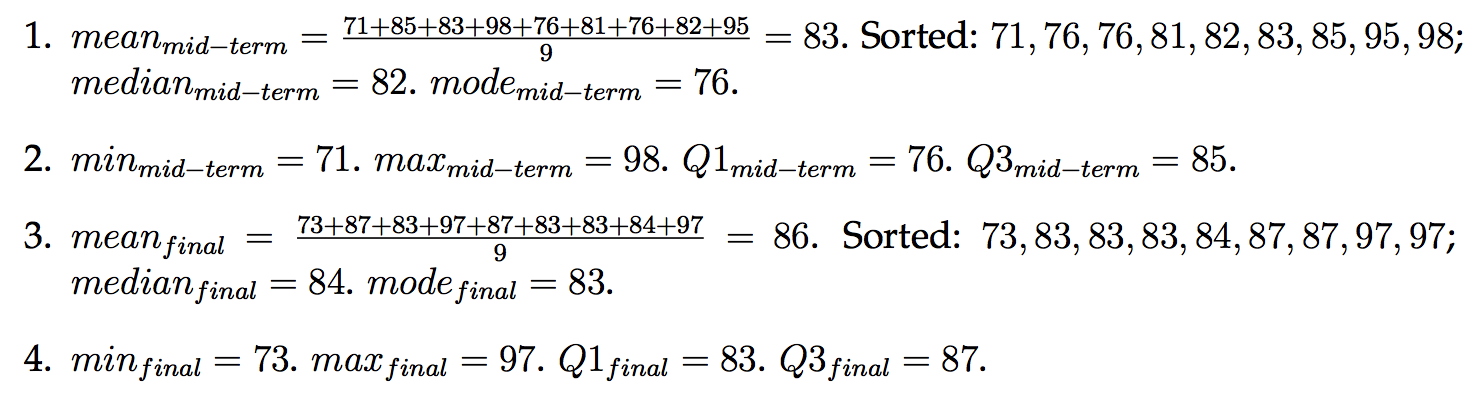 1. mean_{mid−term} = \frac{71+85+83+98+76+81+76+82+95}{9} = 83. Sorted: 71, 76, 76, 81, 82, 83, 85, 95, 98;
median_{mid−term} = 82. mode_{mid−term} = 76.
2. min_{mid−term} = 71. max_{mid−term} = 98. Q1_{mid−term} = 76. Q3_{mid−term} = 85.
3. mean_{final} = \frac{73+87+83+97+87+83+83+84+97}{9} = 86. Sorted: 73, 83, 83, 83, 84, 87, 87, 97, 97;
median_{final} = 84. mode_{final} = 83.
4. min_{final} = 73. max_{final} = 97. Q1_{final} = 83. Q3_{final} = 87.